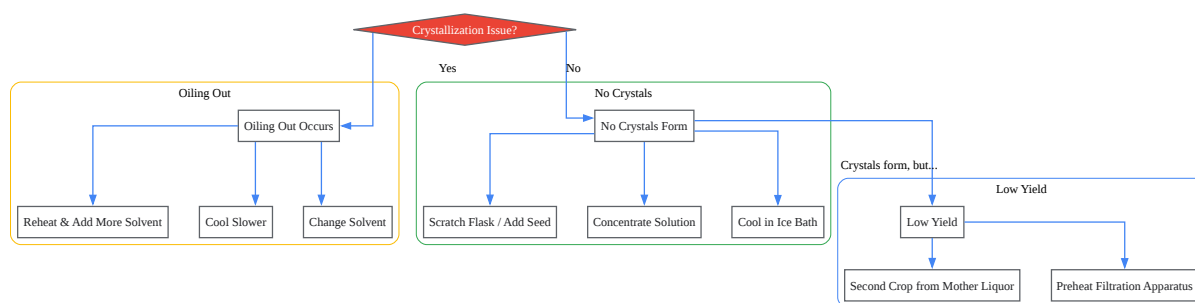 Crystallization Issue?
Yes
No
Oiling Out
No Crystals
Oiling Out Occurs
No Crystals Form
Crystals form, but...
Low Yield
Reheat & Add More Solvent
Cool Slower
Change Solvent
Scratch Flask / Add Seed
Concentrate Solution
Cool in Ice Bath
Low Yield
Second Crop from Mother Liquor
Preheat Filtration Apparatus